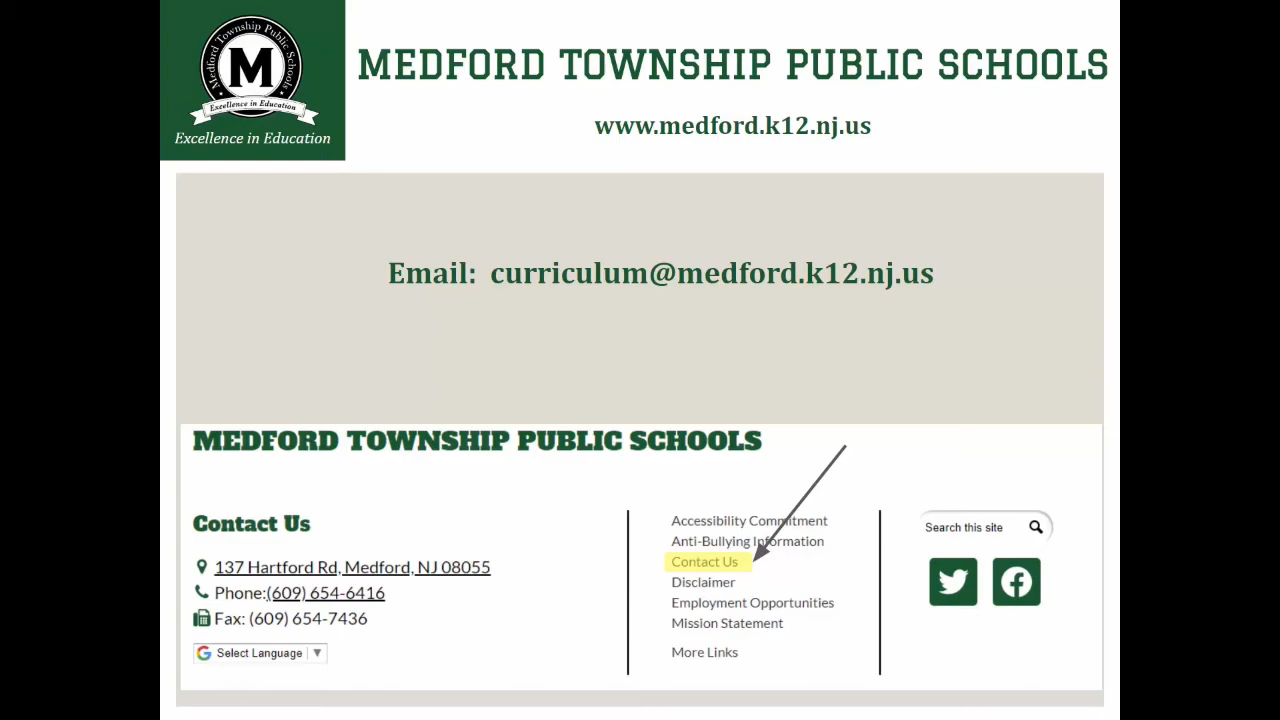 Medford Township Public Schools
M
Excellence in Education
Excellence in Education
MEDFORD TOWNSHIP PUBLIC SCHOOLS
www.medford.k12.nj.us
Email: curriculum@medford.k12.nj.us
MEDFORD TOWNSHIP PUBLIC SCHOOLS
Contact Us
137 Hartford Rd, Medford, NJ 08055
Phone:(609) 654-6416
Fax: (609) 654-7436
Select Language
Accessibility Commitment
Anti-Bullying Information
Contact Us
Disclaimer
Employment Opportunities
Mission Statement
More Links
Search this site